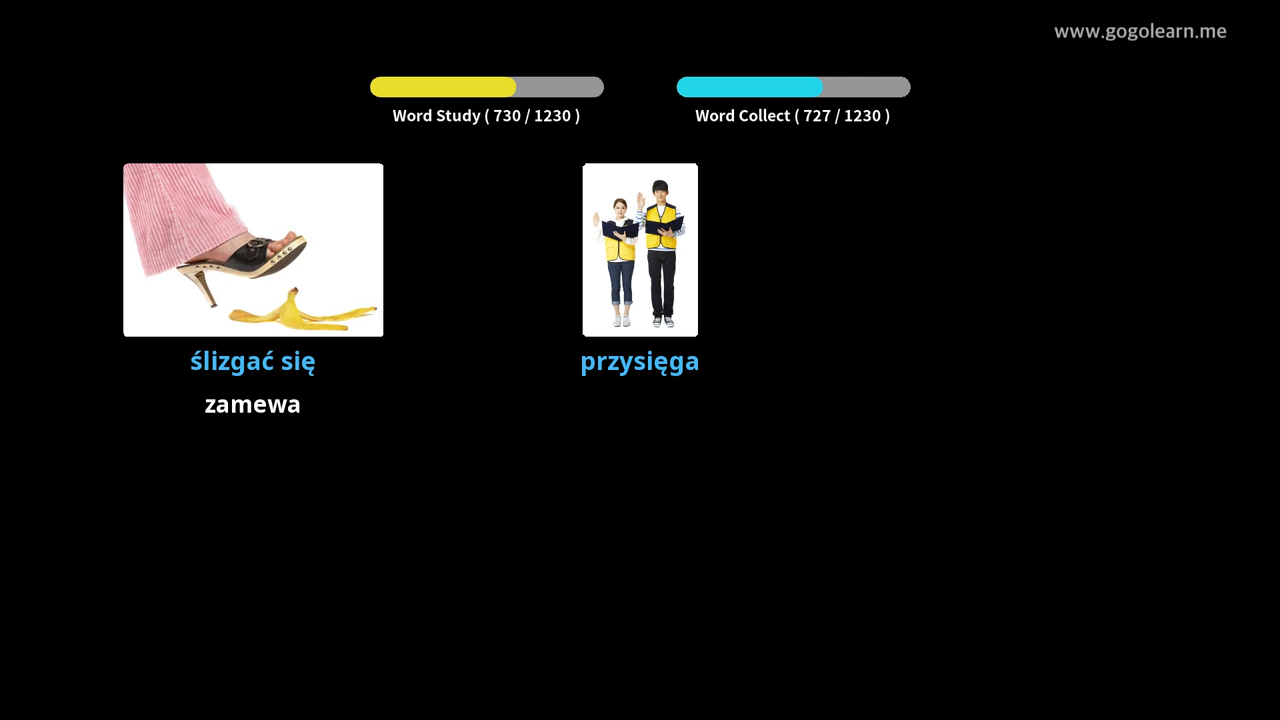 www.gogolearn.me
Word Study ( 730 / 1230 )
Word Collect ( 727 / 1230 )
ślizgać się
przysięga
zamewa